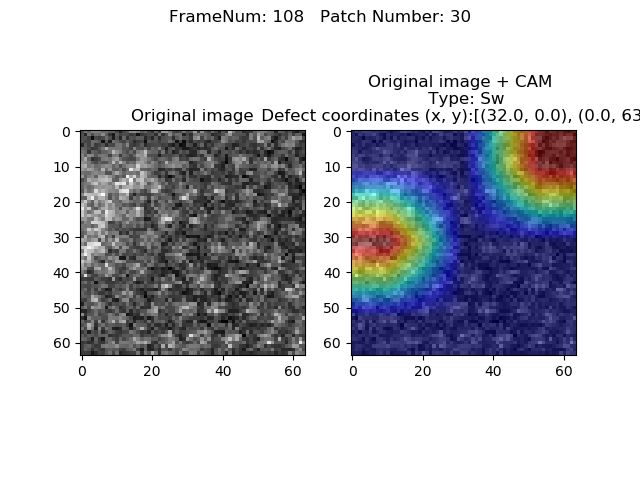 FrameNum: 108   Patch Number: 30
Original image + CAM
Type: Sw
Original image
Defect coordinates (x, y):[(32.0, 0.0), (0.0, 63
0
10
20
30
40
50
60
0 20 40 60
0
10
20
30
40
50
60
0 20 40 60